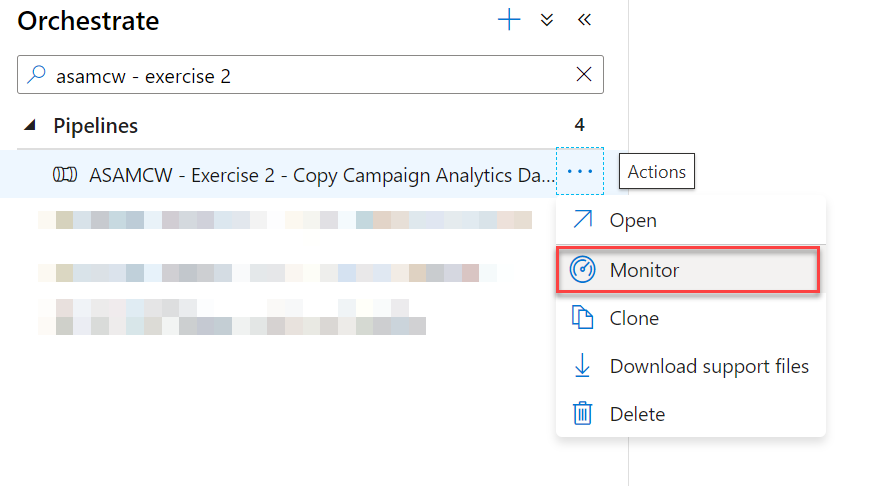 Orchestrate
asamcw - exercise 2
Pipelines 4
ASAMCW - Exercise 2 - Copy Campaign Analytics Da...
Actions
Open
Monitor
Clone
Download support files
Delete